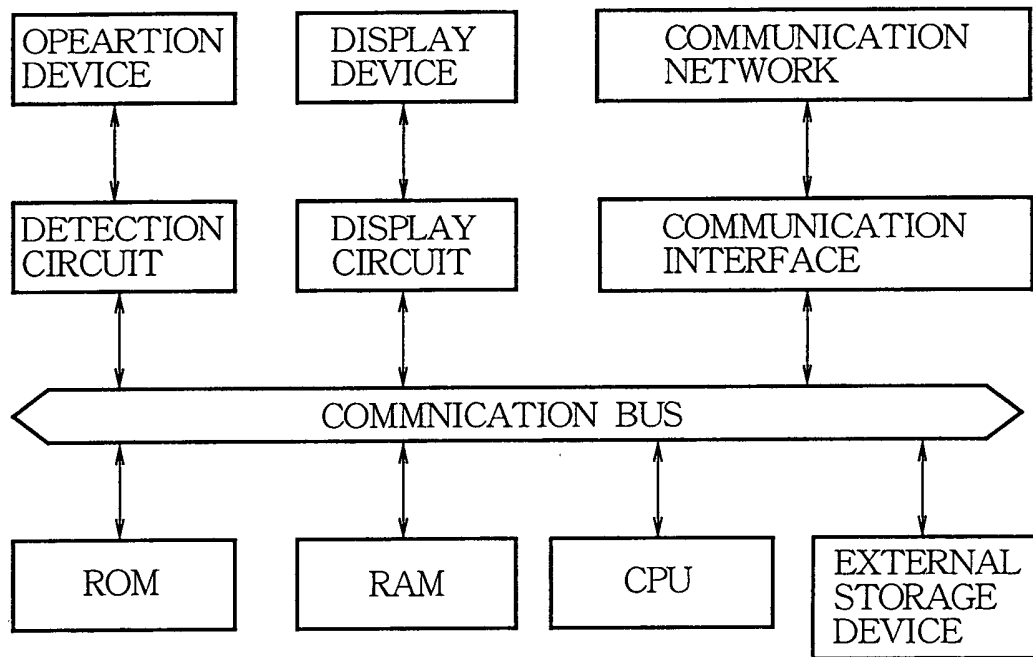 OPEARTION
DEVICE
DISPLAY
DEVICE
COMMUNICATION
NETWORK
DETECTION
CIRCUIT
DISPLAY
CIRCUIT
COMMUNICATION
INTERFACE
COMMNICATION BUS
ROM
RAM
CPU
EXTERNAL
STORAGE
DEVICE